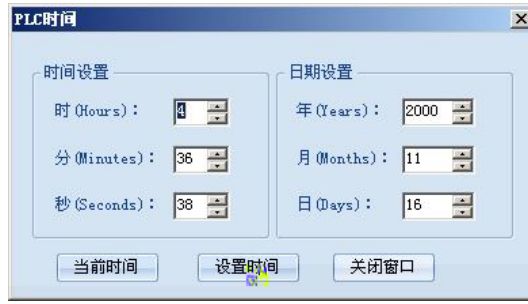 PLC时间
时间设置
日期设置
时(Hours)： 4
年(Years)： 2000
分(Minutes)： 36
月(Months)： 11
秒(Seconds)： 38
日(Days)： 16
当前时间
设置时间
关闭窗口